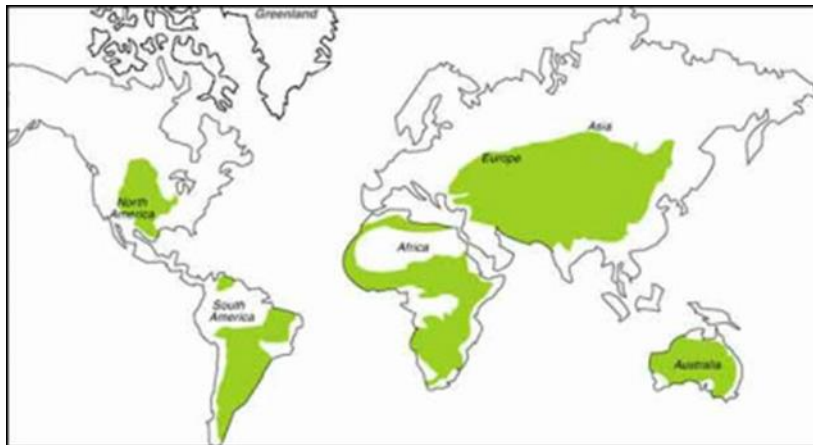 Greenland
Asia
Europe
North
America
Africa
South
America
Australia